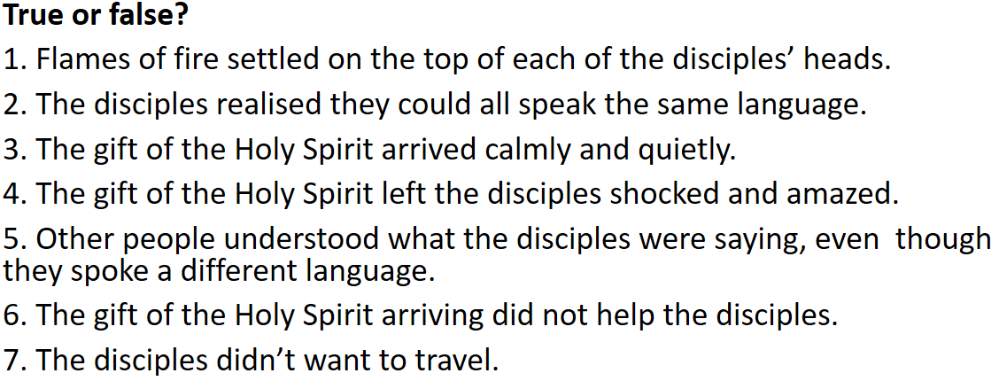 True or false?
1. Flames of fire settled on the top of each of the disciples’ heads.
2. The disciples realised they could all speak the same language.
3. The gift of the Holy Spirit arrived calmly and quietly.
4. The gift of the Holy Spirit left the disciples shocked and amazed.
5. Other people understood what the disciples were saying, even  though
they spoke a different language.
6. The gift of the Holy Spirit arriving did not help the disciples.
7. The disciples didn’t want to travel.